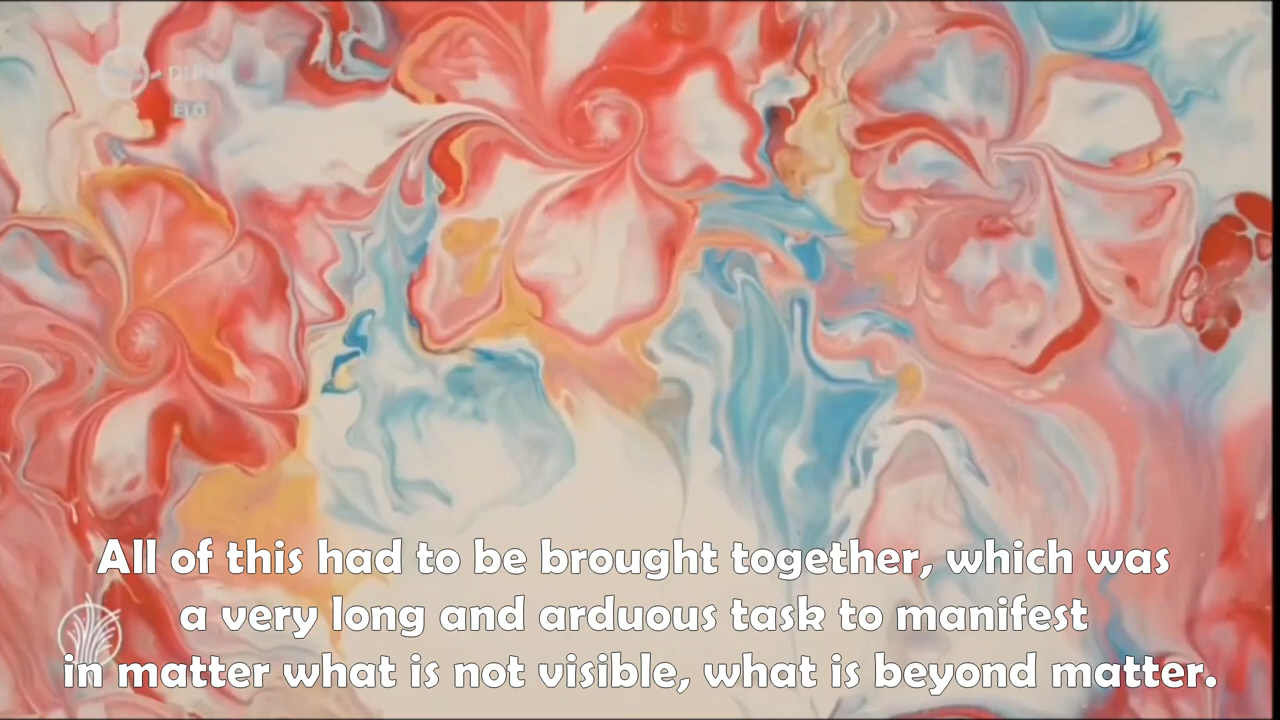 ÉLŐ
All of this had to be brought together, which was
a very long and arduous task to manifest
in matter what is not visible, what is beyond matter.